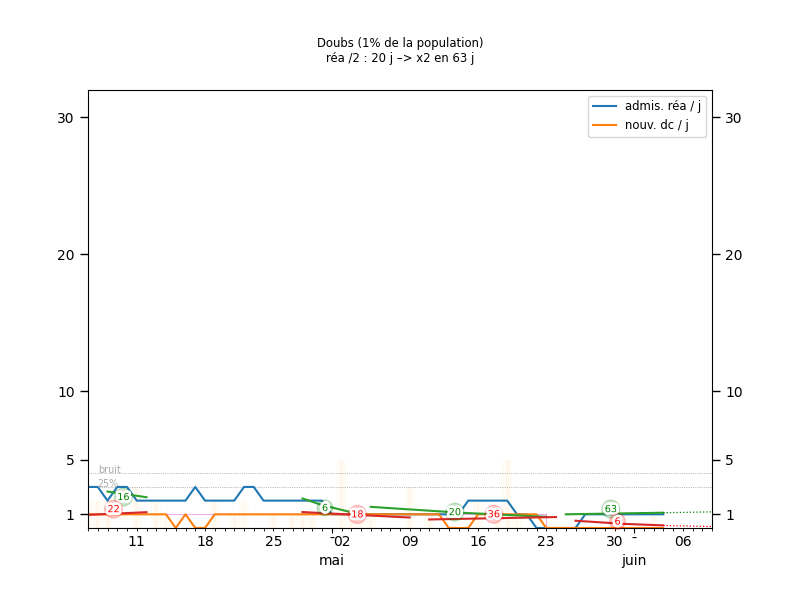 Doubs (1% de la population)
réa /2 : 20 j –> x2 en 63 j
admis. réa / j
nouv. dc / j
30 30
20 20
10 10
5 5
bruit
25%
16
22
6
18
20
36
63
6
1 1
11 18 25 02 09 16 23 30 06
mai juin